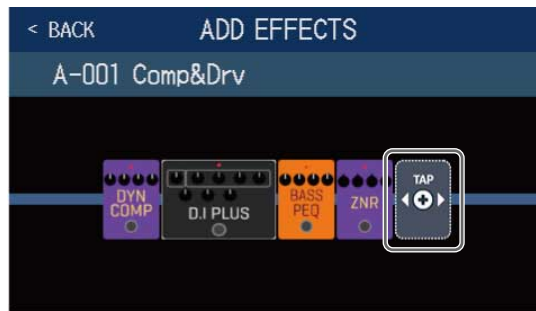 < BACK ADD EFFECTS
A-001 Comp&Drv
DYN
COMP
D.I PLUS
BASS
PEQ
ZNR
TAP